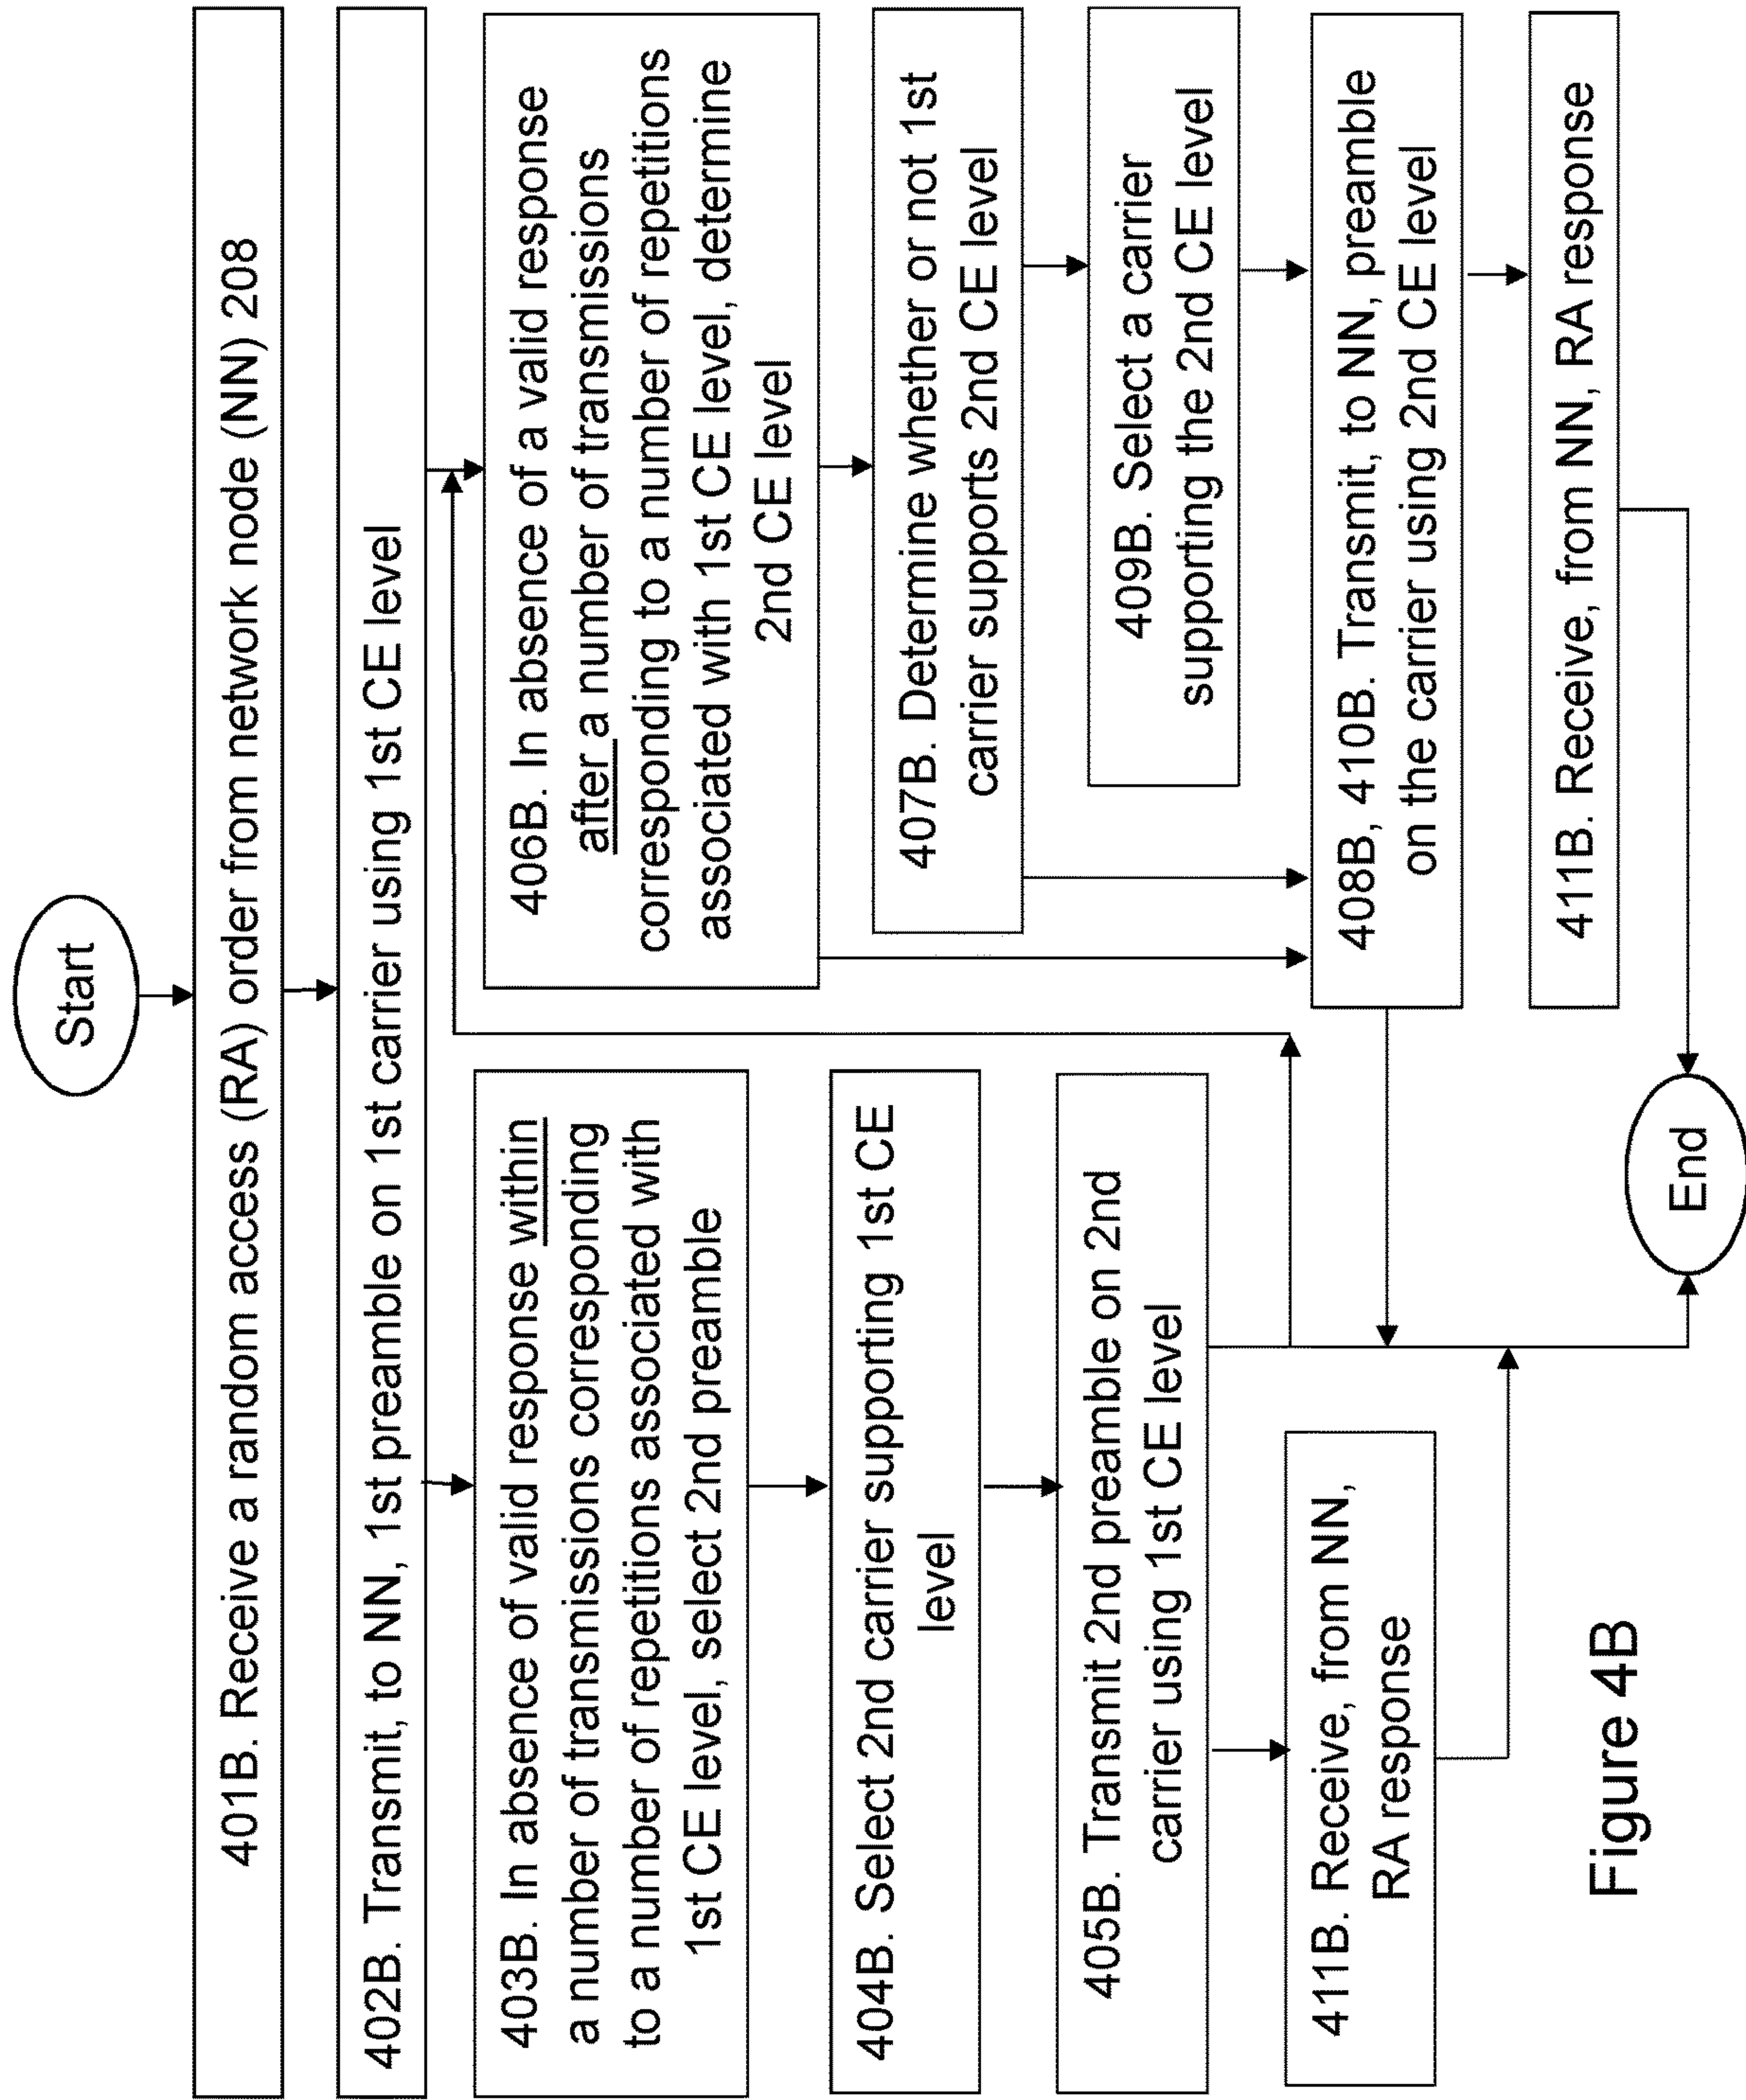 Start
401B. Receive a random access (RA) order from network node (NN) 208
402B. Transmit, to NN, 1st preamble on 1st carrier using 1st CE level
403B. In absence of valid response within
a number of transmissions corresponding
to a number of repetitions associated with
1st CE level, select 2nd preamble
404B. Select 2nd carrier supporting 1st CE
level
405B. Transmit 2nd preamble on 2nd
carrier using 1st CE level
411B. Receive, from NN,
RA response
406B. In absence of a valid response
after a number of transmissions
corresponding to a number of repetitions
associated with 1st CE level, determine
2nd CE level
407B. Determine whether or not 1st
carrier supports 2nd CE level
409B. Select a carrier
supporting the 2nd CE level
408B, 410B. Transmit, to NN, preamble
on the carrier using 2nd CE level
411B. Receive, from NN, RA response
End
Figure 4B